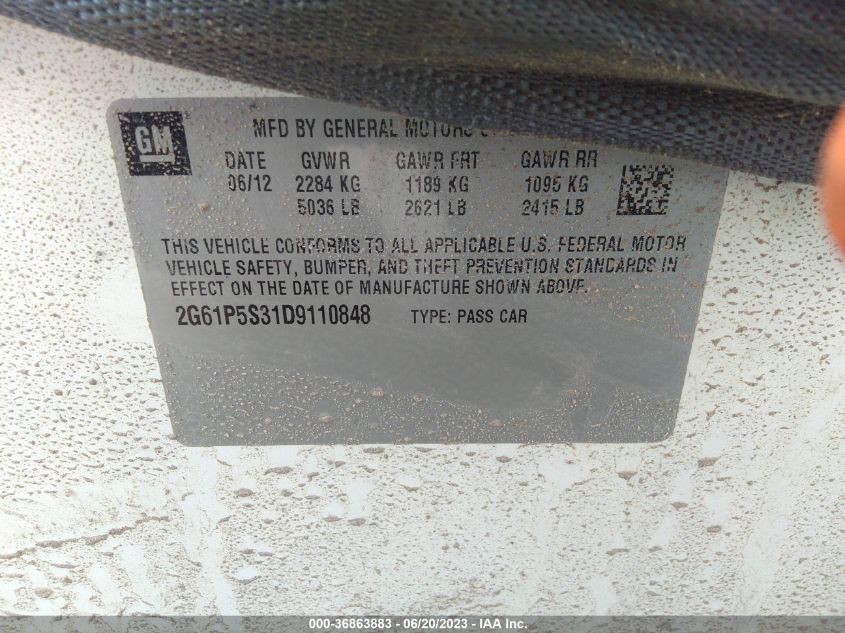 GM
MFD BY GENERAL MOTORS
DATE GVWR GAWR FRT GAWR RR
06/12 2284 KG 1189 KG 1095 KG
5036 LB 2621 LB 2415 LB
THIS VEHICLE CONFORMS TO ALL APPLICABLE U.S. FEDERAL MOTOR
VEHICLE SAFETY, BUMPER, AND THEFT PREVENTION STANDARDS IN
EFFECT ON THE DATE OF MANUFACTURE SHOWN ABOVE.
2G61P5S31D9110848 TYPE: PASS CAR
000-36863883 - 06/20/2023 - IAA Inc.